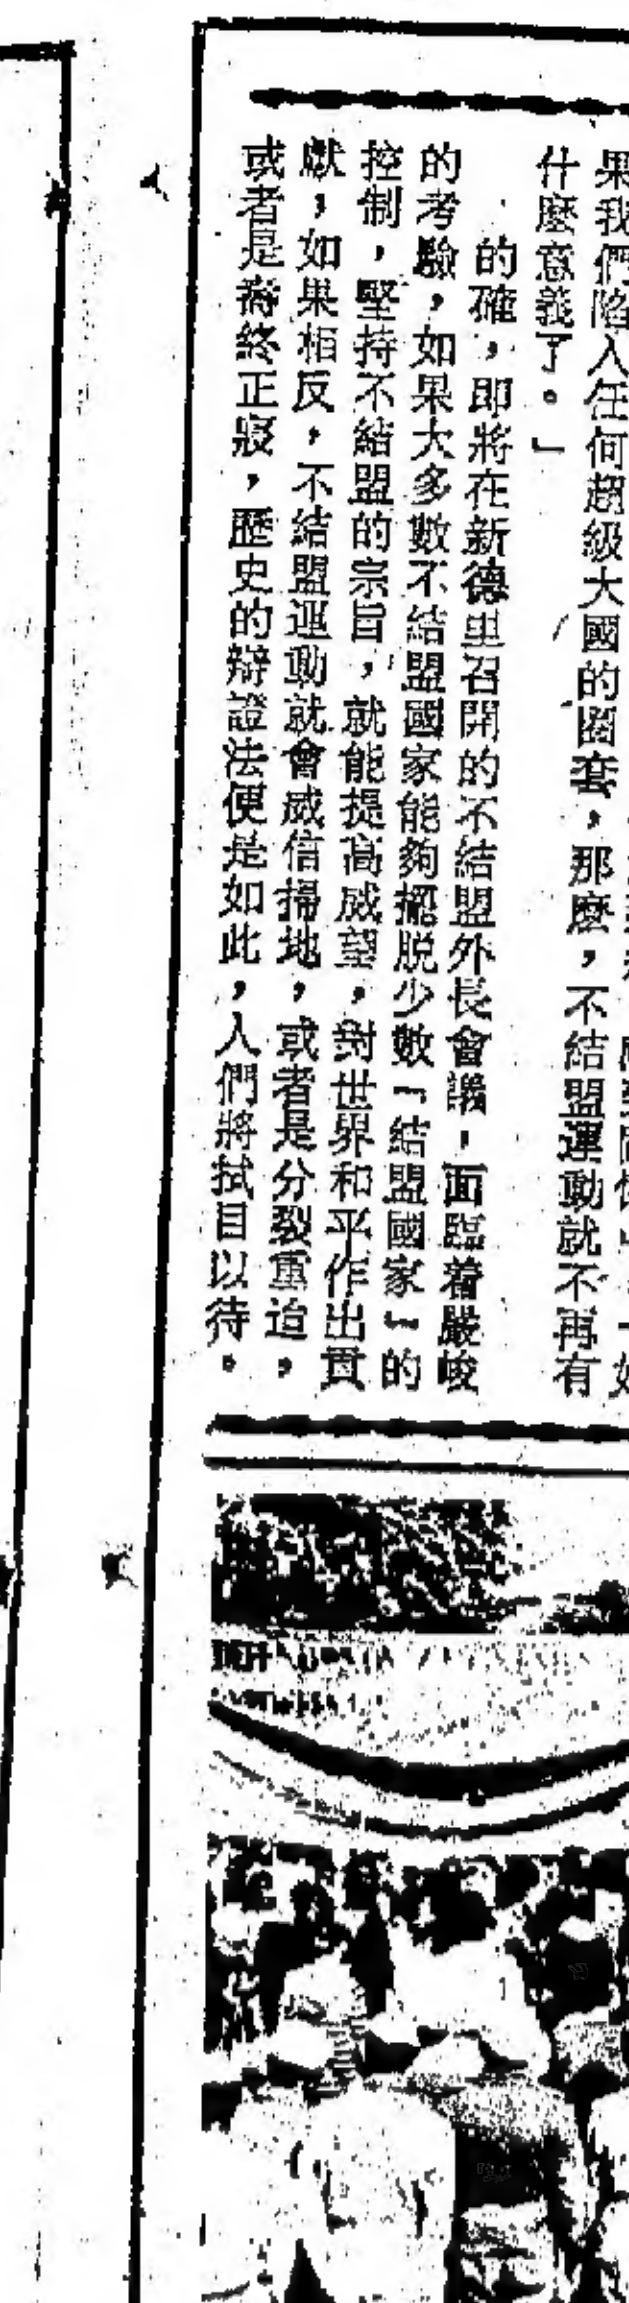 果我們陷入任何超級大國的圈套，那麼，不結盟運動就不再有
什麼意義了。」
的確，即將在新德里召開的不結盟外長會議，面臨着嚴峻
的考驗，如果大多數不結盟國家能夠擺脱少數「結盟國家」的
控制，堅持不結盟的宗旨，就能提高威望，對世界和平作出貢
獻，如果相反，不結盟運動就會威信掃地，或者是分裂重迭，
或者是壽終正寢，歷史的辯證法便是如此，人們將拭目以待。